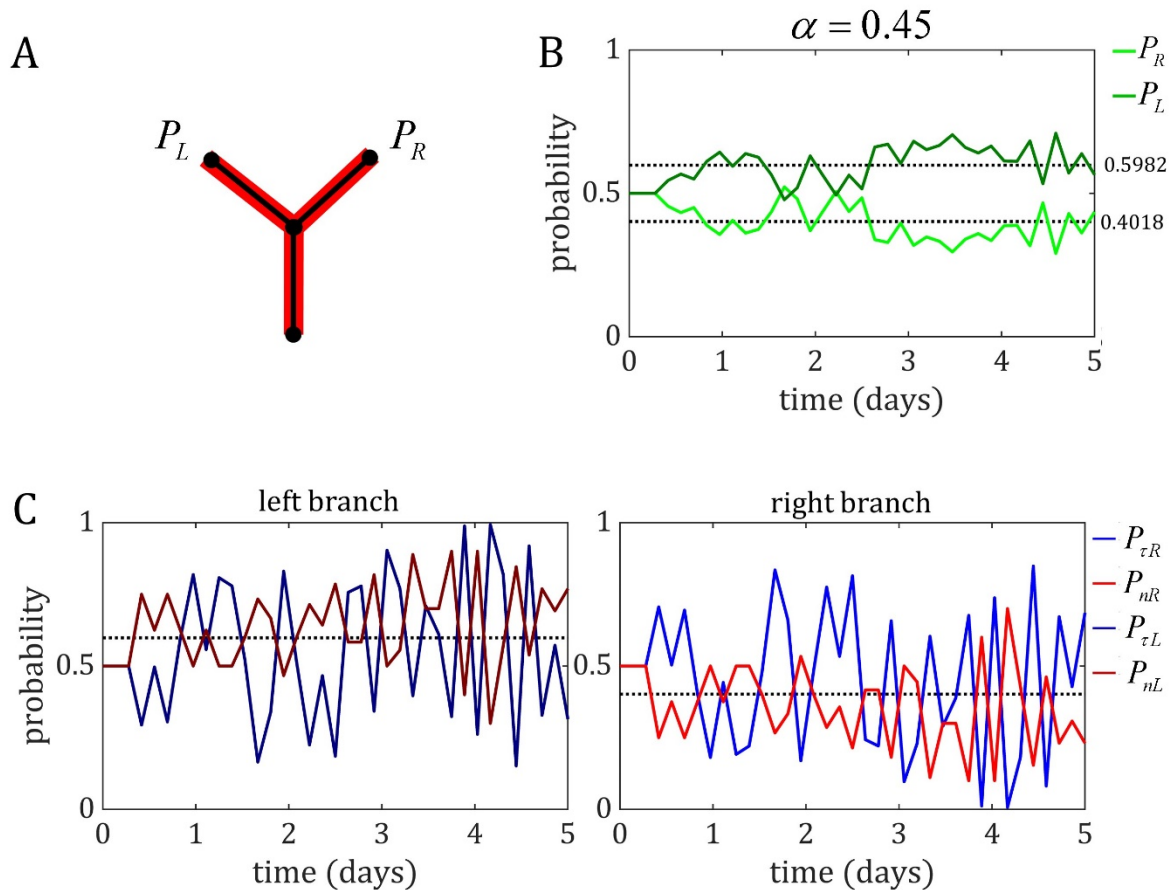 A
P_L
P_R
B
α = 0.45
1
0.5
0
probability
0
1
2
3
4
5
time (days)
0.5982
0.4018
P_R
P_L
C
left branch
1
0.5
0
probability
0
1
2
3
4
5
time (days)
right branch
1
0.5
0
0
1
2
3
4
5
time (days)
P_τR
P_nR
P_τL
P_nL